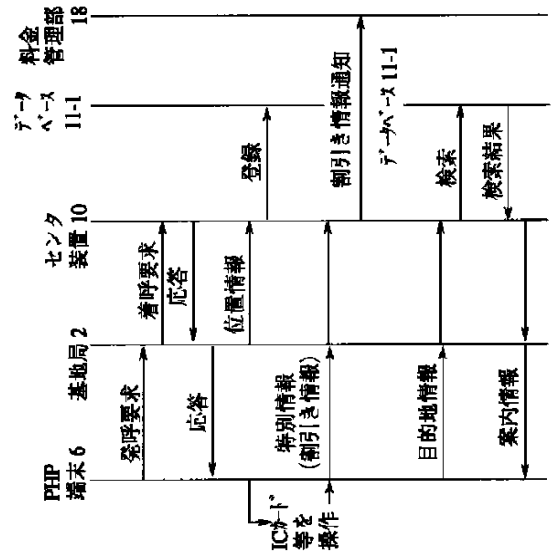 PHP
端末 6
基地局 2
センタ
装置 10
データ
ベース
11-1
料金
管理部
18
発呼要求
着呼要求
応答
応答
位置情報
登録
ICカード
等を
操作
特別情報
(割引き情報)
割引き情報通知
データベース 11-1
目的地情報
検索
検索結果
案内情報